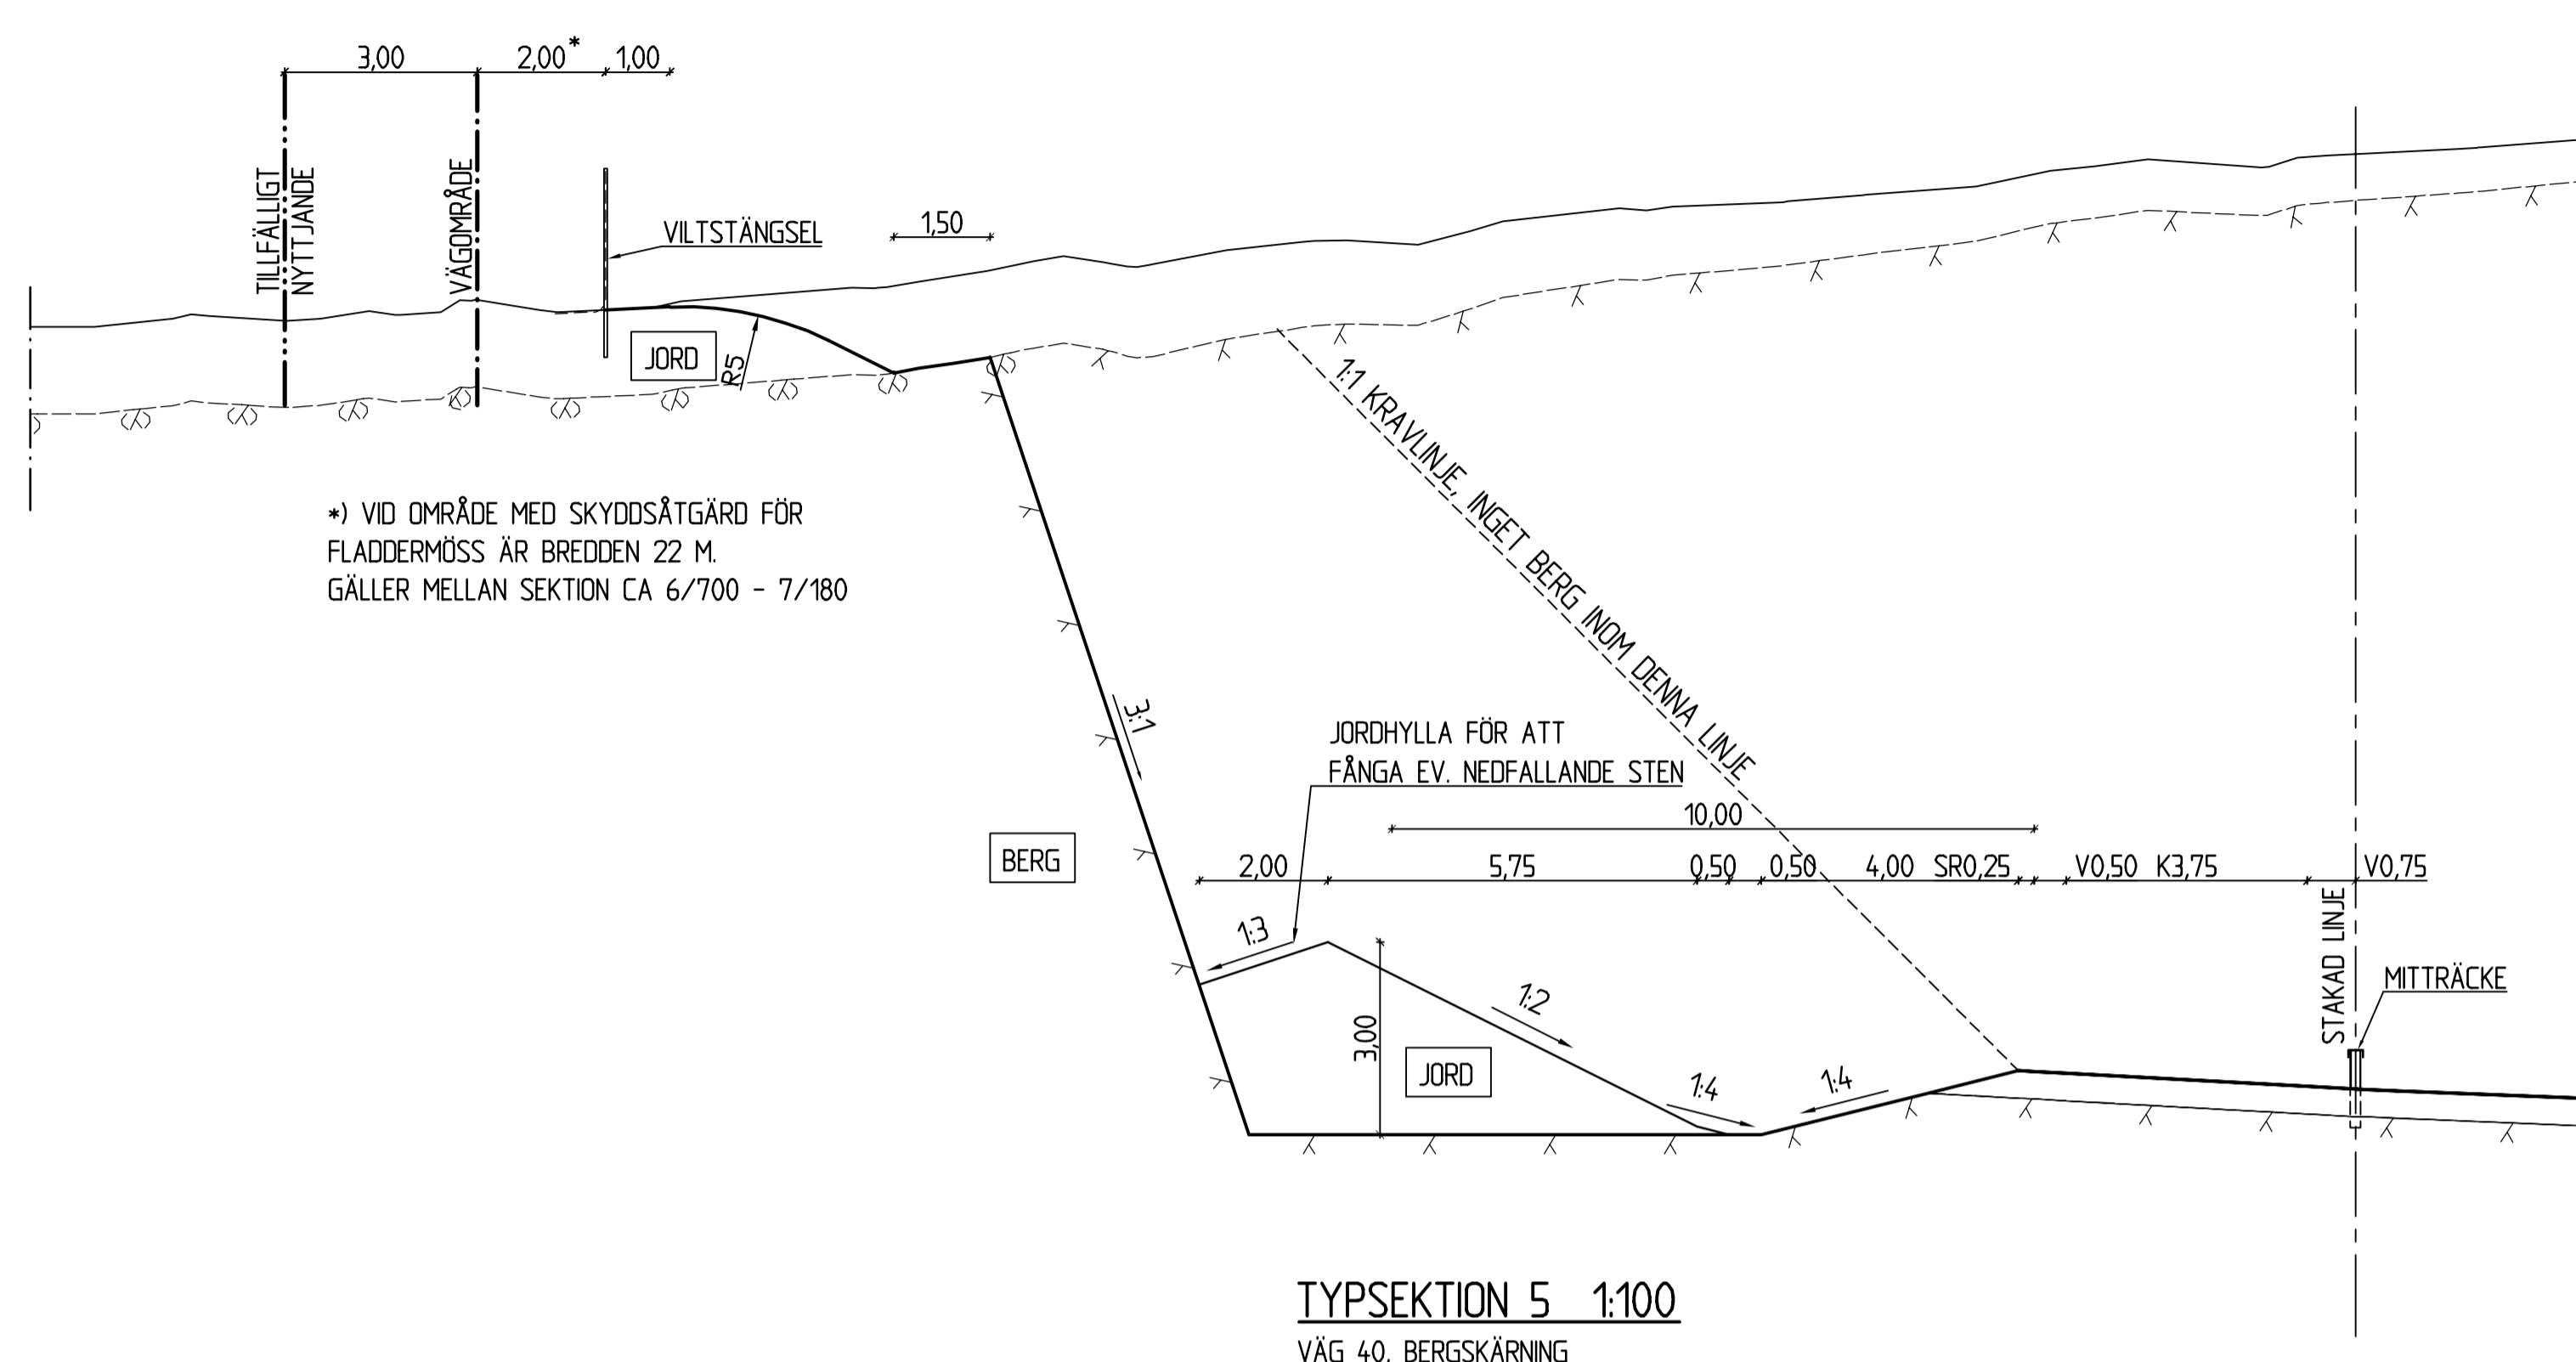 3,00
2,00*
1,00
TILLFÄLLIGT
NYTTJANDE
VÄGOMRÅDE
VILTSTÄNGSEL
1,50
JORD
R5
1:1 KRAVLINJE, INGET BERG INOM DENNA LINJE
*) VID OMRÅDE MED SKYDDSÅTGÄRD FÖR
FLADDERMÖSS ÄR BREDDEN 22 M.
GÄLLER MELLAN SEKTION CA 6/700 - 7/180
3:1
JORDHYLLA FÖR ATT
FÅNGA EV. NEDFALLANDE STEN
10,00
BERG
2,00
5,75
0,50
0,50
4,00
SR0,25
V0,50
K3,75
V0,75
STAKAD LINJE
1:3
MITTRÄCKE
1:2
3,00
JORD
1:4
1:4
TYPSEKTION 5 1:100
VÄG 40, BERGSKÄRNING